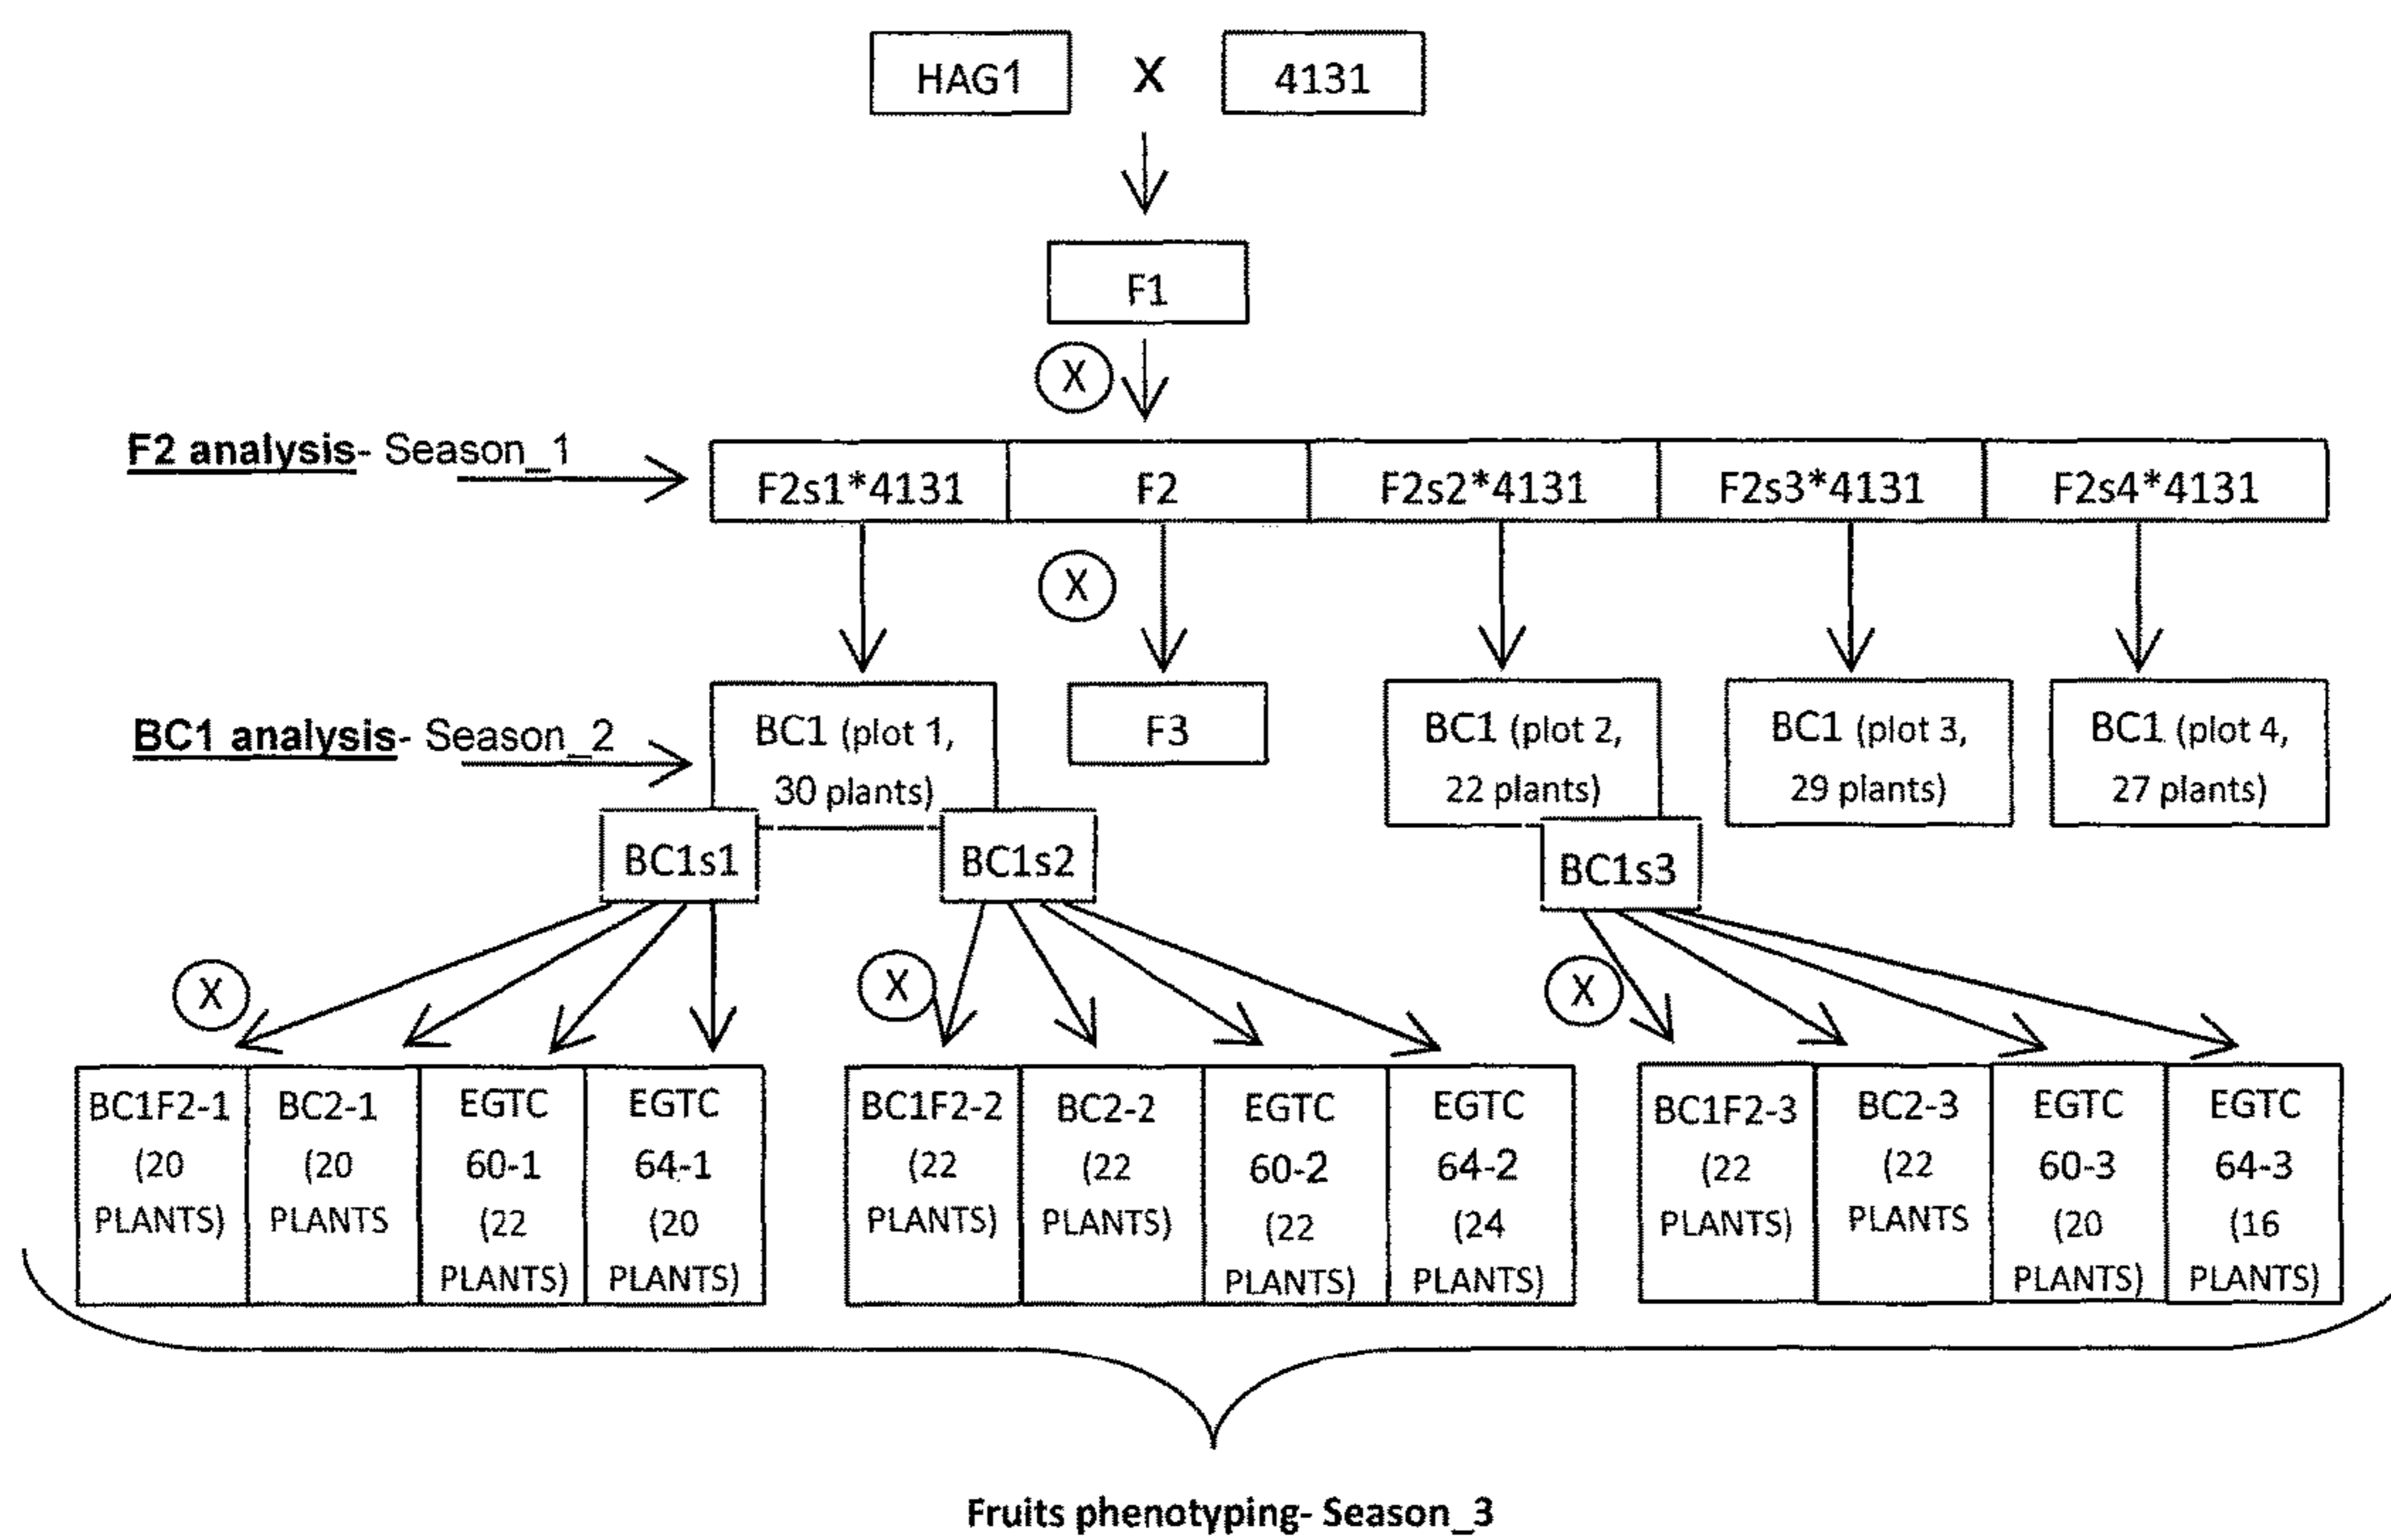 HAG1 X 4131
F1
X
F2 analysis- Season_1
F2s1*4131 F2 F2s2*4131 F2s3*4131 F2s4*4131
X
BC1 analysis- Season_2
BC1 (plot 1,
30 plants)
F3
BC1 (plot 2,
22 plants)
BC1 (plot 3,
29 plants)
BC1 (plot 4,
27 plants)
BC1s1
BC1s2
BC1s3
X
X
X
BC1F2-1
(20
PLANTS)
BC2-1
(20
PLANTS
EGTC
60-1
(22
PLANTS)
EGTC
64-1
(20
PLANTS)
BC1F2-2
(22
PLANTS)
BC2-2
(22
PLANTS)
EGTC
60-2
(22
PLANTS)
EGTC
64-2
(24
PLANTS)
BC1F2-3
(22
PLANTS)
BC2-3
(22
PLANTS
EGTC
60-3
(20
PLANTS)
EGTC
64-3
(16
PLANTS)
Fruits phenotyping- Season_3